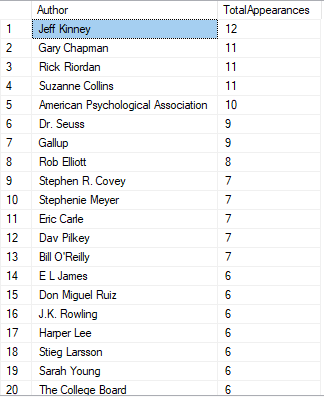 Author TotalAppearances
1 Jeff Kinney 12
2 Gary Chapman 11
3 Rick Riordan 11
4 Suzanne Collins 11
5 American Psychological Association 10
6 Dr. Seuss 9
7 Gallup 9
8 Rob Elliott 8
9 Stephen R. Covey 7
10 Stephenie Meyer 7
11 Eric Carle 7
12 Dav Pilkey 7
13 Bill O'Reilly 7
14 E L James 6
15 Don Miguel Ruiz 6
16 J.K. Rowling 6
17 Harper Lee 6
18 Stieg Larsson 6
19 Sarah Young 6
20 The College Board 6